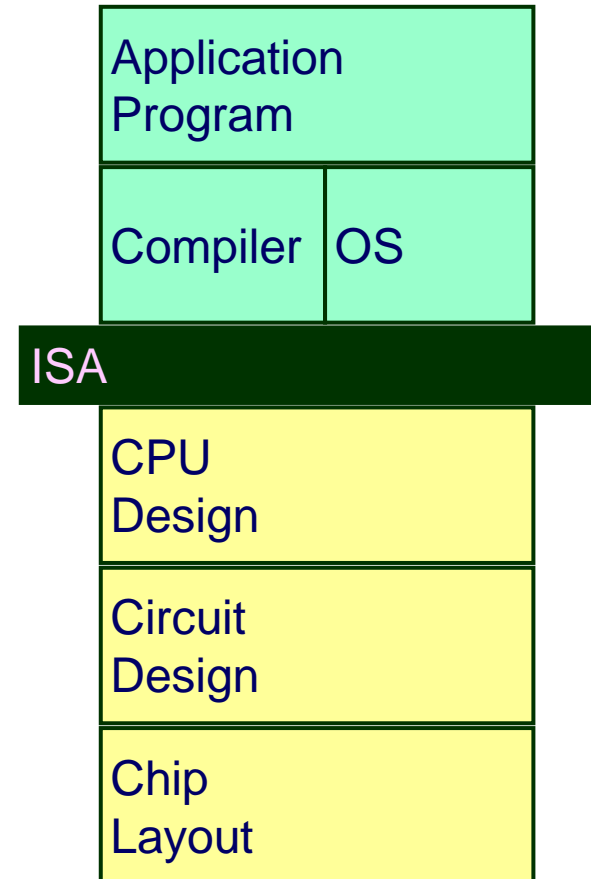 Application
Program
Compiler OS
ISA
CPU
Design
Circuit
Design
Chip
Layout